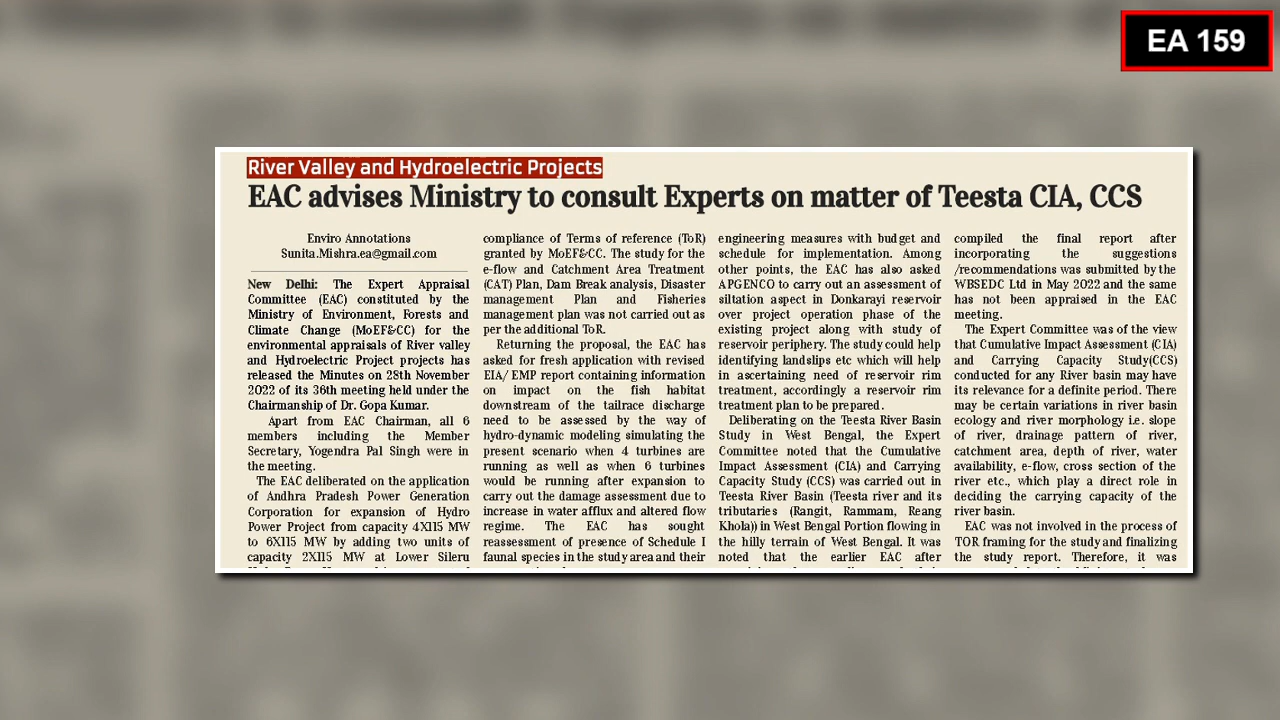 EA 159
River Valley and Hydroelectric Projects
EAC advises Ministry to consult Experts on matter of Teesta CIA, CCS
Enviro Annotations
Sunita.Mishra.ea@gmail.com
New Delhi: The Expert Appraisal
Committee (EAC) constituted by the
Ministry of Environment, Forests and
Climate Change (MoEF&CC) for the
environmental appraisals of River valley
and Hydroelectric Project projects has
released the Minutes on 28th November
2022 of its 36th meeting held under the
Chairmanship of Dr. Gopa Kumar.
Apart from EAC Chairman, all 6
members including the Member
Secretary, Yogendra Pal Singh were in
the meeting.
The EAC deliberated on the application
of Andhra Pradesh Power Generation
Corporation for expansion of Hydro
Power Project from capacity 4X115 MW
to 6X115 MW by adding two units of
capacity 2X115 MW at Lower Sileru
compliance of Terms of reference (ToR)
granted by MoEF&CC. The study for the
e-flow and Catchment Area Treatment
(CAT) Plan, Dam Break analysis, Disaster
management Plan and Fisheries
management plan was not carried out as
per the additional ToR.
Returning the proposal, the EAC has
asked for fresh application with revised
EIA/ EMP report containing information
on impact on the fish habitat
downstream of the tailrace discharge
need to be assessed by the way of
hydro-dynamic modeling simulating the
present scenario when 4 turbines are
running as well as when 6 turbines
would be running after expansion to
carry out the damage assessment due to
increase in water afflux and altered flow
regime. The EAC has sought
reassessment of presence of Schedule I
faunal species in the study area and their
engineering measures with budget and
schedule for implementation. Among
other points, the EAC has also asked
APGENCO to carry out an assessment of
siltation aspect in Donkarayi reservoir
over project operation phase of the
existing project along with study of
reservoir periphery. The study could help
identifying landslips etc which will help
in ascertaining need of reservoir rim
treatment, accordingly a reservoir rim
treatment plan to be prepared.
Deliberating on the Teesta River Basin
Study in West Bengal, the Expert
Committee noted that the Cumulative
Impact Assessment (CIA) and Carrying
Capacity Study (CCS) was carried out in
Teesta River Basin (Teesta river and its
tributaries (Rangit, Rammam, Reang
Khola)) in West Bengal Portion flowing in
the hilly terrain of West Bengal. It was
noted that the earlier EAC after
compiled the final report after
incorporating the suggestions
/recommendations was submitted by the
WBSEDC Ltd in May 2022 and the same
has not been appraised in the EAC
meeting.
The Expert Committee was of the view
that Cumulative Impact Assessment (CIA)
and Carrying Capacity Study(CCS)
conducted for any River basin may have
its relevance for a definite period. There
may be certain variations in river basin
ecology and river morphology i.e. slope
of river, drainage pattern of river,
catchment area, depth of river, water
availability, e-flow, cross section of the
river etc., which play a direct role in
deciding the carrying capacity of the
river basin.
EAC was not involved in the process of
TOR framing for the study and finalizing
the study report. Therefore, it was